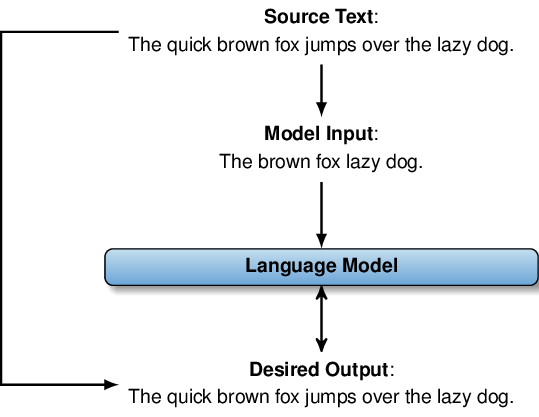 Source Text:
The quick brown fox jumps over the lazy dog.
Model Input:
The brown fox lazy dog.
Language Model
Desired Output:
The quick brown fox jumps over the lazy dog.